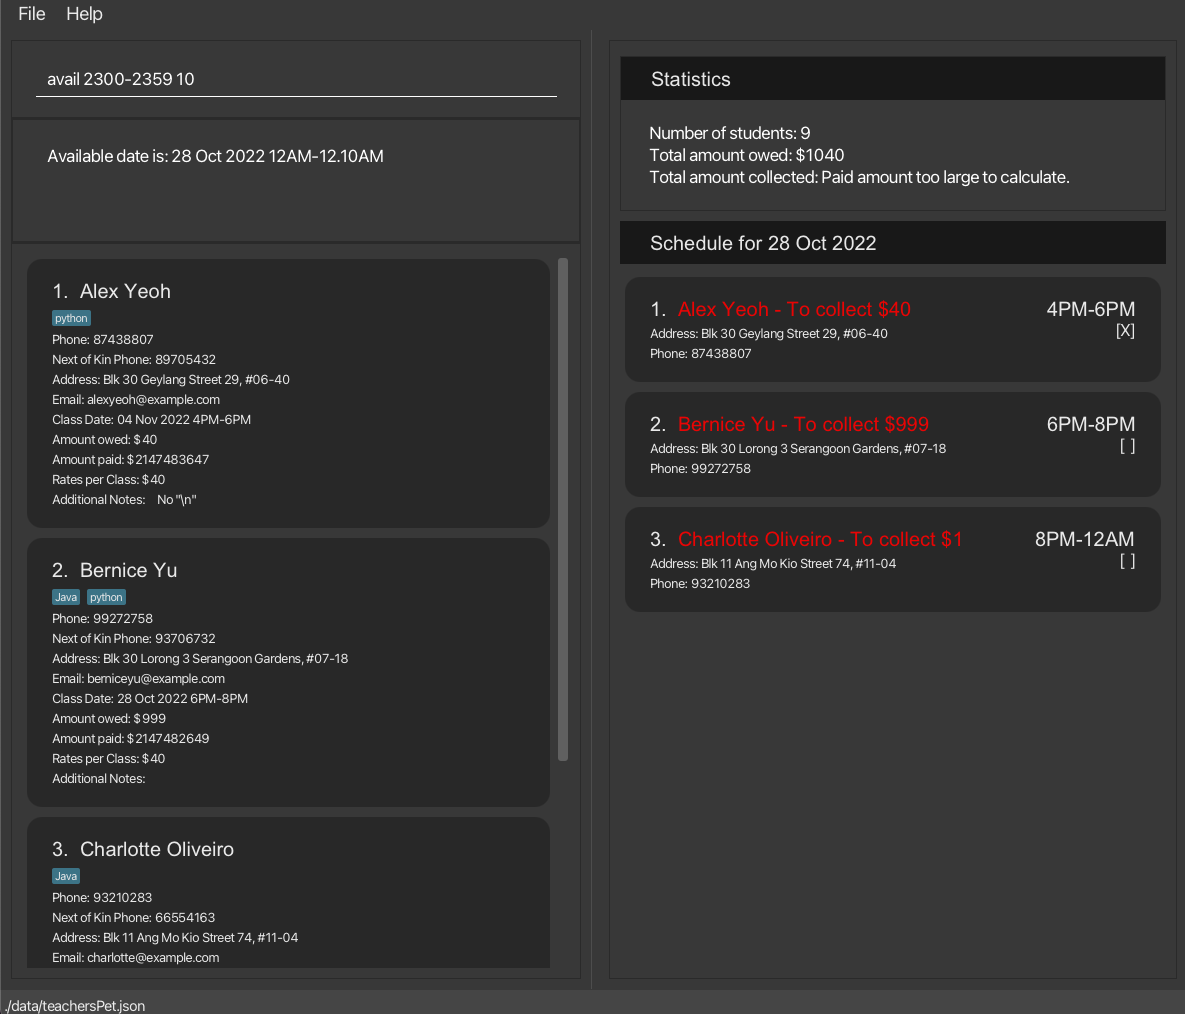 File Help
avail 2300-2359 10
Available date is: 28 Oct 2022 12AM-12.10AM
1. Alex Yeoh
python
Phone: 87438807
Next of Kin Phone: 89705432
Address: Blk 30 Geylang Street 29, #06-40
Email: alexyeoh@example.com
Class Date: 04 Nov 2022 4PM-6PM
Amount owed: $40
Amount paid: $2147483647
Rates per Class: $40
Additional Notes: No "\n"
2. Bernice Yu
Java python
Phone: 99272758
Next of Kin Phone: 93706732
Address: Blk 30 Lorong 3 Serangoon Gardens, #07-18
Email: berniceyu@example.com
Class Date: 28 Oct 2022 6PM-8PM
Amount owed: $999
Amount paid: $2147482649
Rates per Class: $40
Additional Notes:
3. Charlotte Oliveiro
Java
Phone: 93210283
Next of Kin Phone: 66554163
Address: Blk 11 Ang Mo Kio Street 74, #11-04
Email: charlotte@example.com
Statistics
Number of students: 9
Total amount owed: $1040
Total amount collected: Paid amount too large to calculate.
Schedule for 28 Oct 2022
1. Alex Yeoh - To collect $40 4PM-6PM
[X]
Address: Blk 30 Geylang Street 29, #06-40
Phone: 87438807
2. Bernice Yu - To collect $999 6PM-8PM
[ ]
Address: Blk 30 Lorong 3 Serangoon Gardens, #07-18
Phone: 99272758
3. Charlotte Oliveiro - To collect $1 8PM-12AM
[ ]
Address: Blk 11 Ang Mo Kio Street 74, #11-04
Phone: 93210283
./data/teachersPet.json